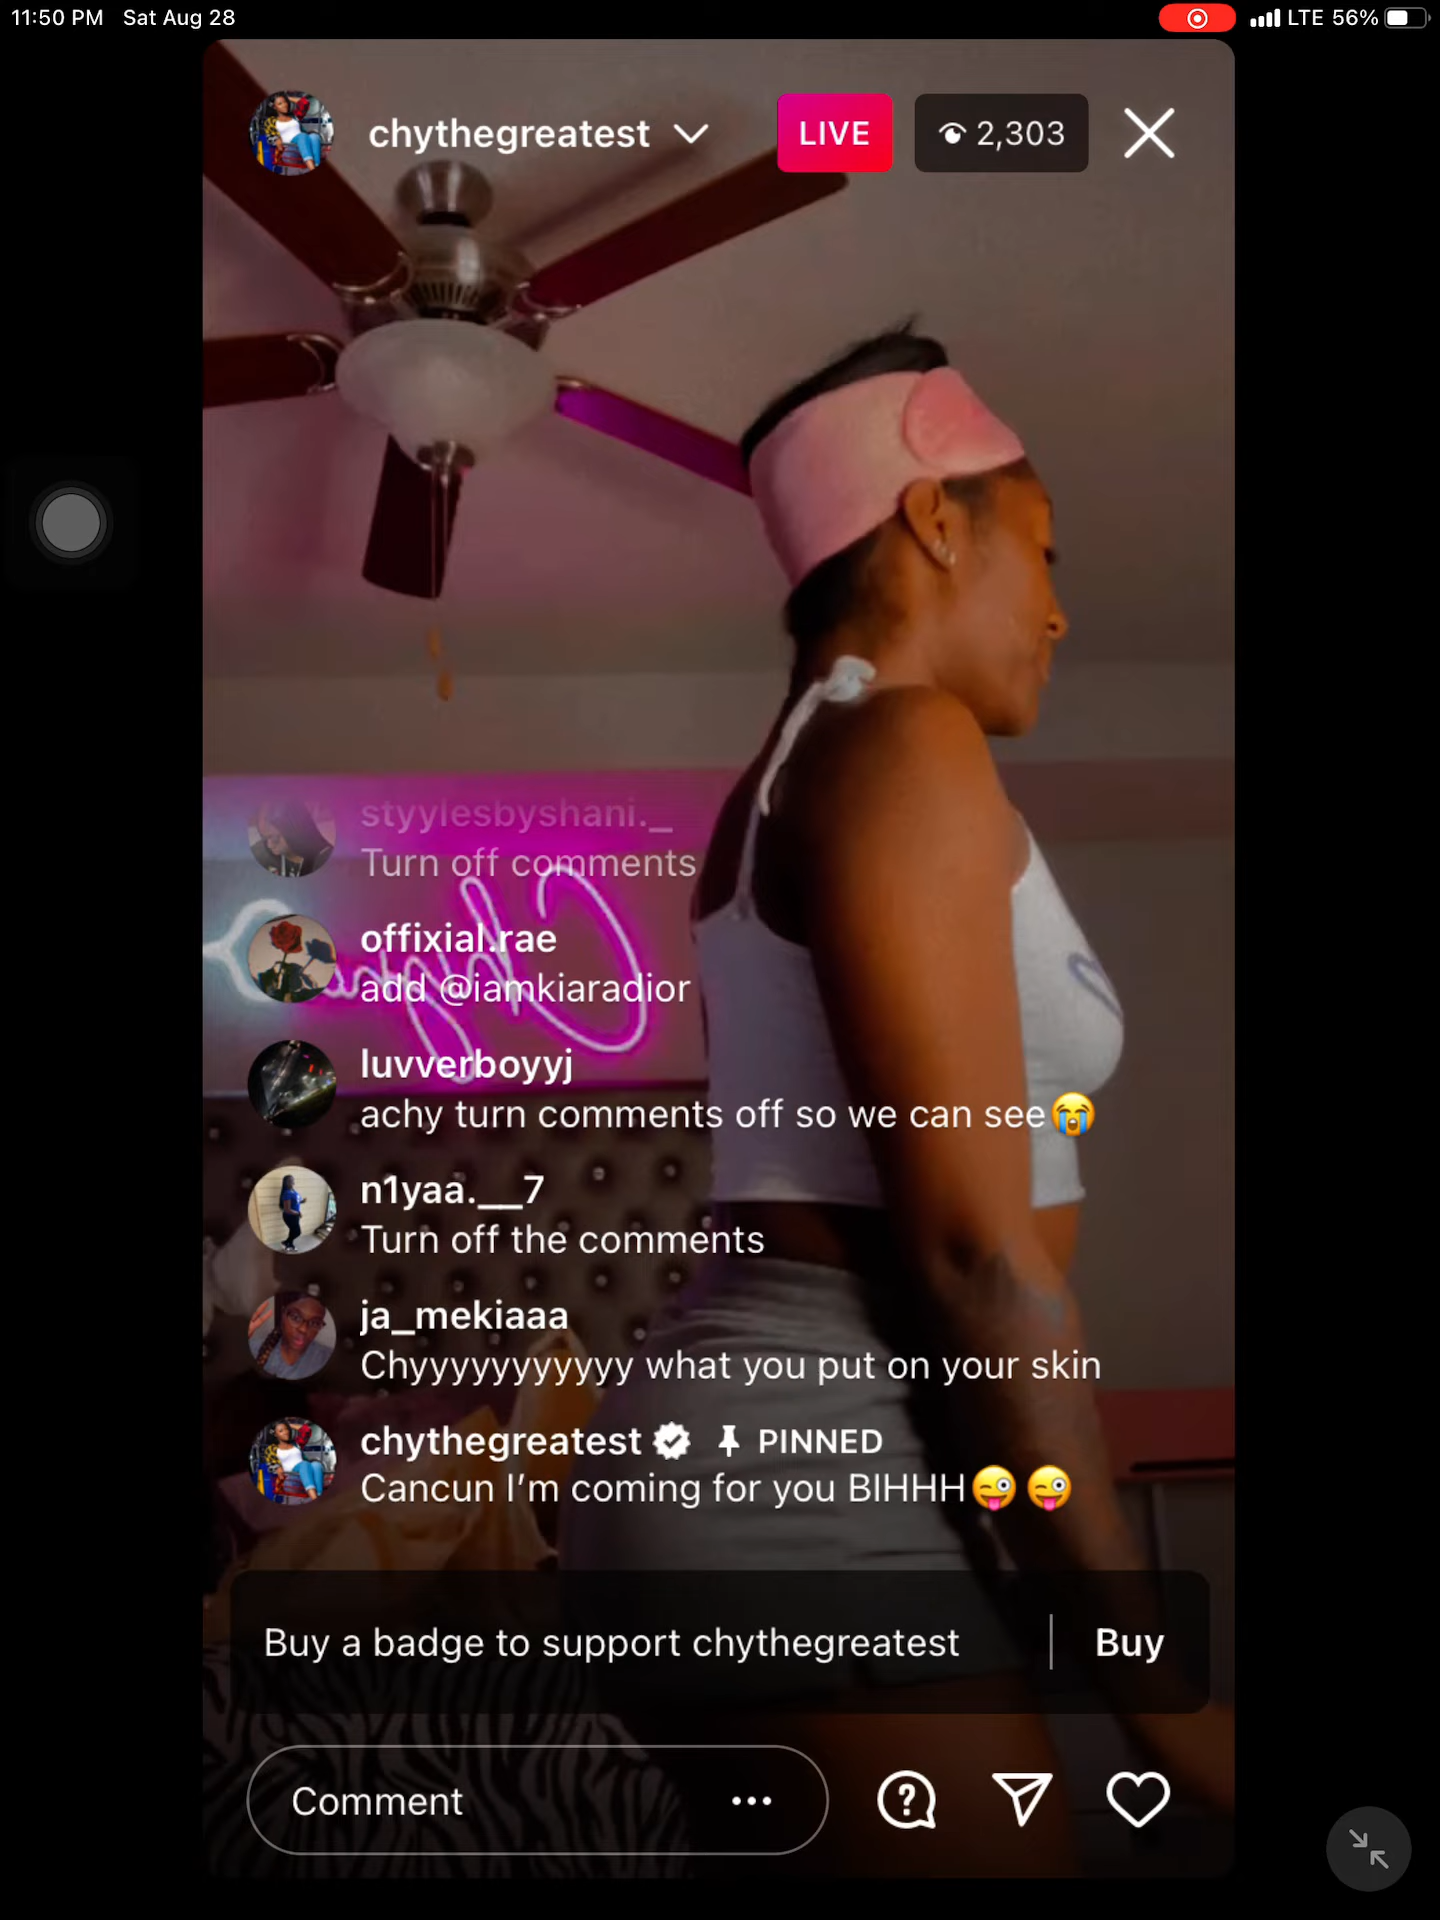 11:50 PM Sat Aug 28
LTE 56%
chythegreatest
LIVE
2,303
styylesbyshani._
Turn off comments
offixial.rae
add @iamkiaradior
luvverboyyj
achy turn comments off so we can see😭
n1yaa.__7
Turn off the comments
ja_mekiaaa
Chyyyyyyyyyyy what you put on your skin
chythegreatest PINNED
Cancun I’m coming for you BIHHH😜😜
Buy a badge to support chythegreatest | Buy
Comment